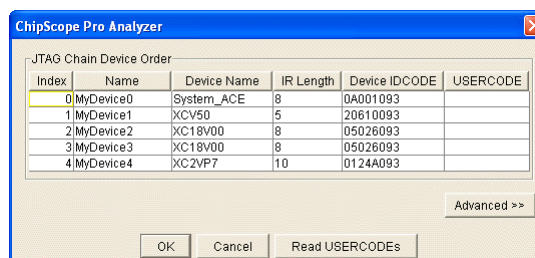 ChipScope Pro Analyzer
JTAG Chain Device Order
Index Name Device Name IR Length Device IDCODE USERCODE
0 MyDevice0 System_ACE 8 0A001093
1 MyDevice1 XCV50 5 20610093
2 MyDevice2 XC18V00 8 05026093
3 MyDevice3 XC18V00 8 05026093
4 MyDevice4 XC2VP7 10 0124A093
Advanced >>
OK Cancel Read USERCODEs